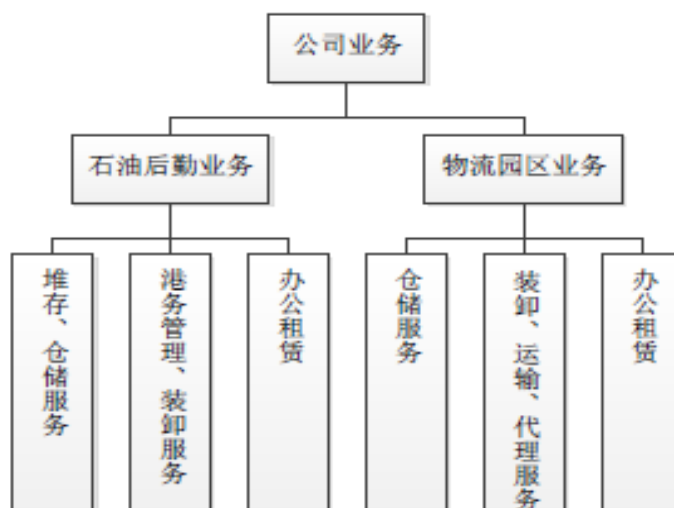 公司业务
石油后勤业务
物流园区业务
堆存、仓储服务
港务管理、装卸服务
办公租赁
仓储服务
装卸、运输、代理服务
办公租赁